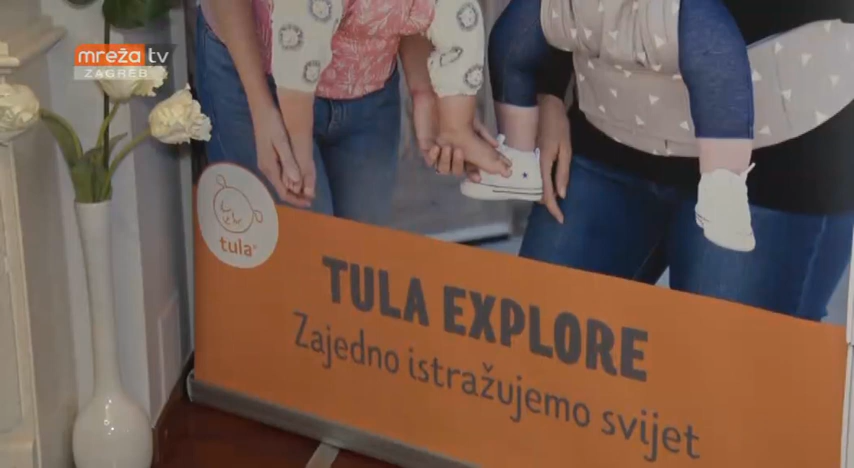 mreža tv
ZAGREB
tula®
TULA EXPLORE
Zajedno istražujemo svijet